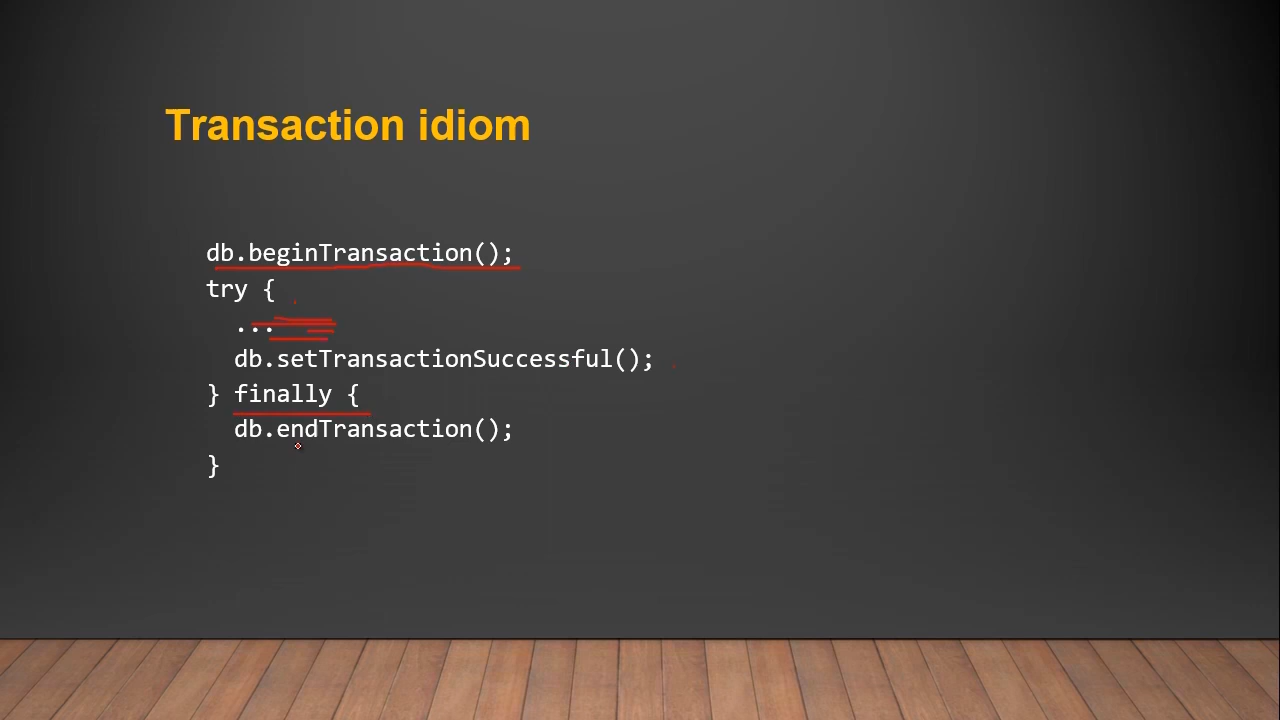 Transaction idiom
db.beginTransaction();
try {
...
db.setTransactionSuccessful();
} finally {
db.endTransaction();
}